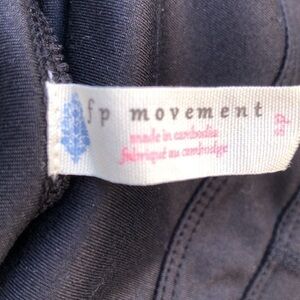 fp movement
made in cambodia
fabriqué au cambodge